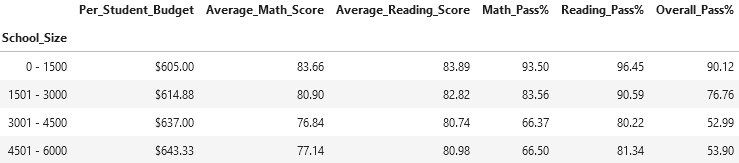 Per_Student_Budget Average_Math_Score Average_Reading_Score Math_Pass% Reading_Pass% Overall_Pass%
School_Size
0 - 1500 $605.00 83.66 83.89 93.50 96.45 90.12
1501 - 3000 $614.88 80.90 82.82 83.56 90.59 76.76
3001 - 4500 $637.00 76.84 80.74 66.37 80.22 52.99
4501 - 6000 $643.33 77.14 80.98 66.50 81.34 53.90